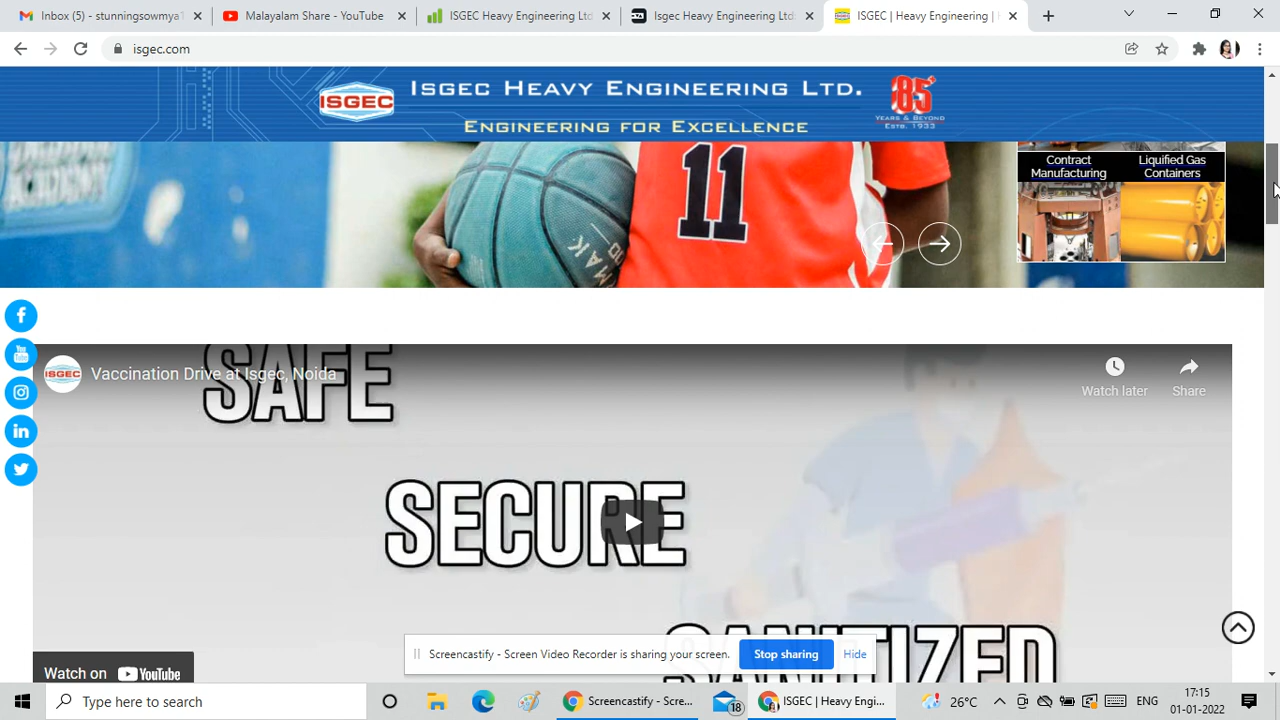 Inbox (5) - stunningsowmya1
Malayalam Share - YouTube
ISGEC Heavy Engineering Ltd
Isgec Heavy Engineering Ltd.
ISGEC | Heavy Engineering |
isgec.com
ISGEC
ISGEC HEAVY ENGINEERING LTD.
ENGINEERING FOR EXCELLENCE
85
YEARS & BEYOND
ESTD. 1933
Contract Manufacturing
Liquified Gas Containers
11
MAK
ISGEC
Vaccination Drive at Isgec, Noida
Watch later
Share
SAFE
SECURE
SANITIZED
Watch on YouTube
Screencastify - Screen Video Recorder is sharing your screen.
Stop sharing
Hide
Type here to search
Screencastify - Scre...
18
ISGEC | Heavy Engi...
26°C
ENG
17:15
01-01-2022